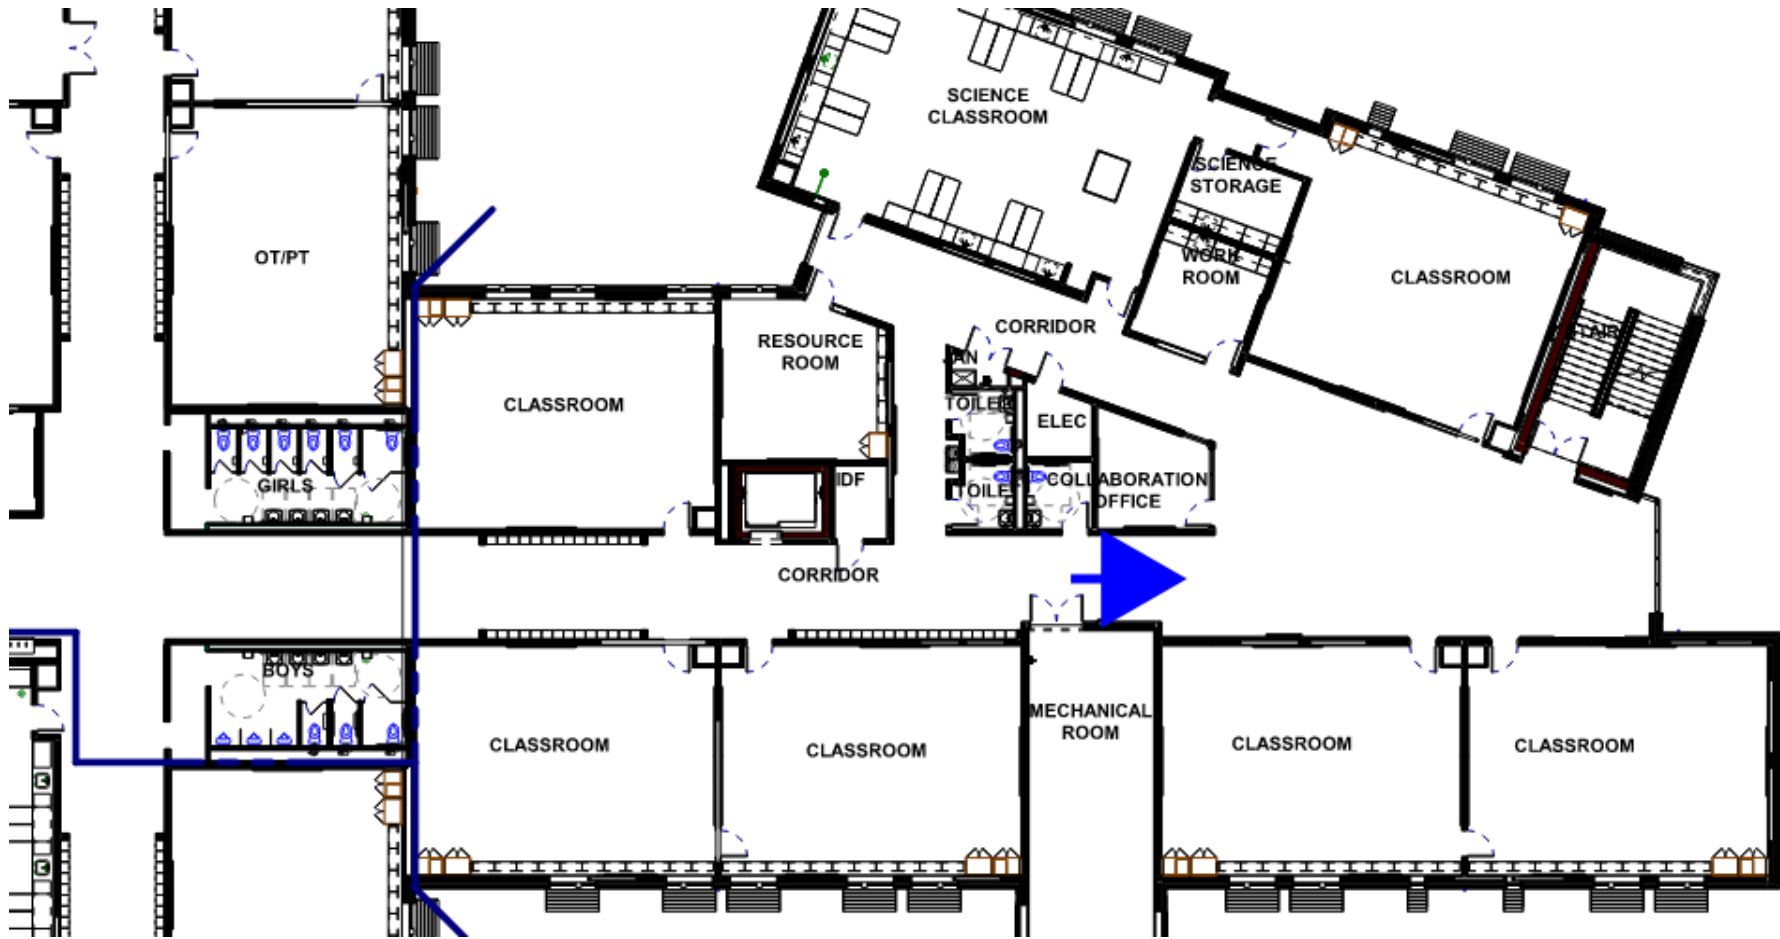 SCIENCE
CLASSROOM
SCIENCE
STORAGE
OT/PT
WORK
ROOM
CLASSROOM
CORRIDOR
STAIR
RESOURCE
ROOM
JAN
CLASSROOM
TOILET
ELEC
GIRLS
IDF
TOILET
COLLABORATION
OFFICE
CORRIDOR
BOYS
MECHANICAL
ROOM
CLASSROOM
CLASSROOM
CLASSROOM
CLASSROOM